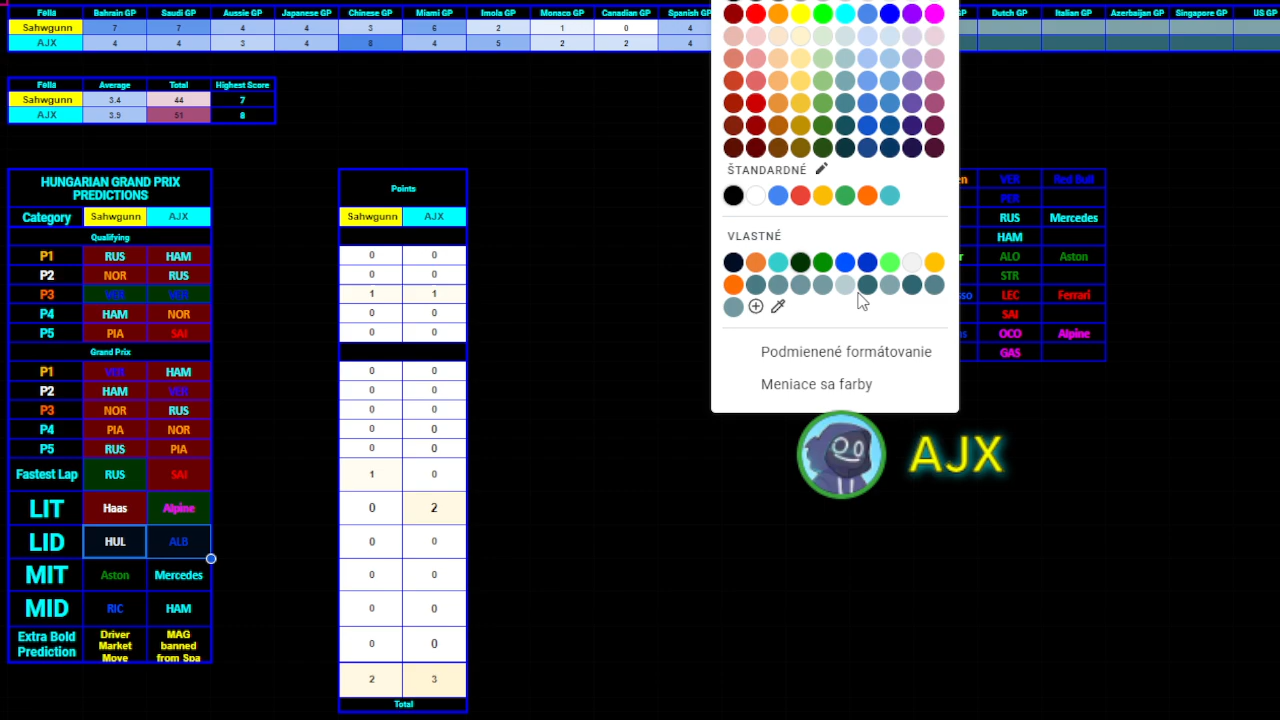 Fóllá Bahrain GP Saudi GP Aussie GP Japanese GP Chinese GP Miami GP Imola GP Monaco GP Canadian GP Spanish GP Dutch GP Italian GP Azerbaijan GP Singapore GP US GP
Sahwgunn 7 7 4 4 3 6 2 1 0 4
AJX 4 4 3 4 8 4 5 2 2 4
Average Total Highest Score
Sahwgunn 3.4 44 7
AJX 3.9 51 8
HUNGARIAN GRAND PRIX
PREDICTIONS
Points
Category Sahwgunn AJX
Sahwgunn AJX
Qualifying
P1 RUS HAM 0 0
P2 NOR RUS 0 0
P3 VER VER 1 1
P4 HAM NOR 0 0
P5 PIA SAI 0 0
Grand Prix
P1 VER HAM 0 0
P2 HAM VER 0 0
P3 NOR RUS 0 0
P4 PIA NOR 0 0
P5 RUS PIA 0 0
Fastest Lap RUS SAI 1 0
LIT Haas Alpine 0 2
LID HUL ALB 0 0
MIT Aston Mercedes 0 0
MID RIC HAM 0 0
Extra Bold
Prediction
Driver
Market
Move
MAG
banned
from Spa
0 0
2 3
Total
ŠTANDARDNÉ
VLASTNÉ
Podmienené formátovanie
Meniace sa farby
en VER Red Bull
PER
RUS Mercedes
HAM
r ALO Aston
STR
so LEC Ferrari
SAI
OCO Alpine
GAS
AJX